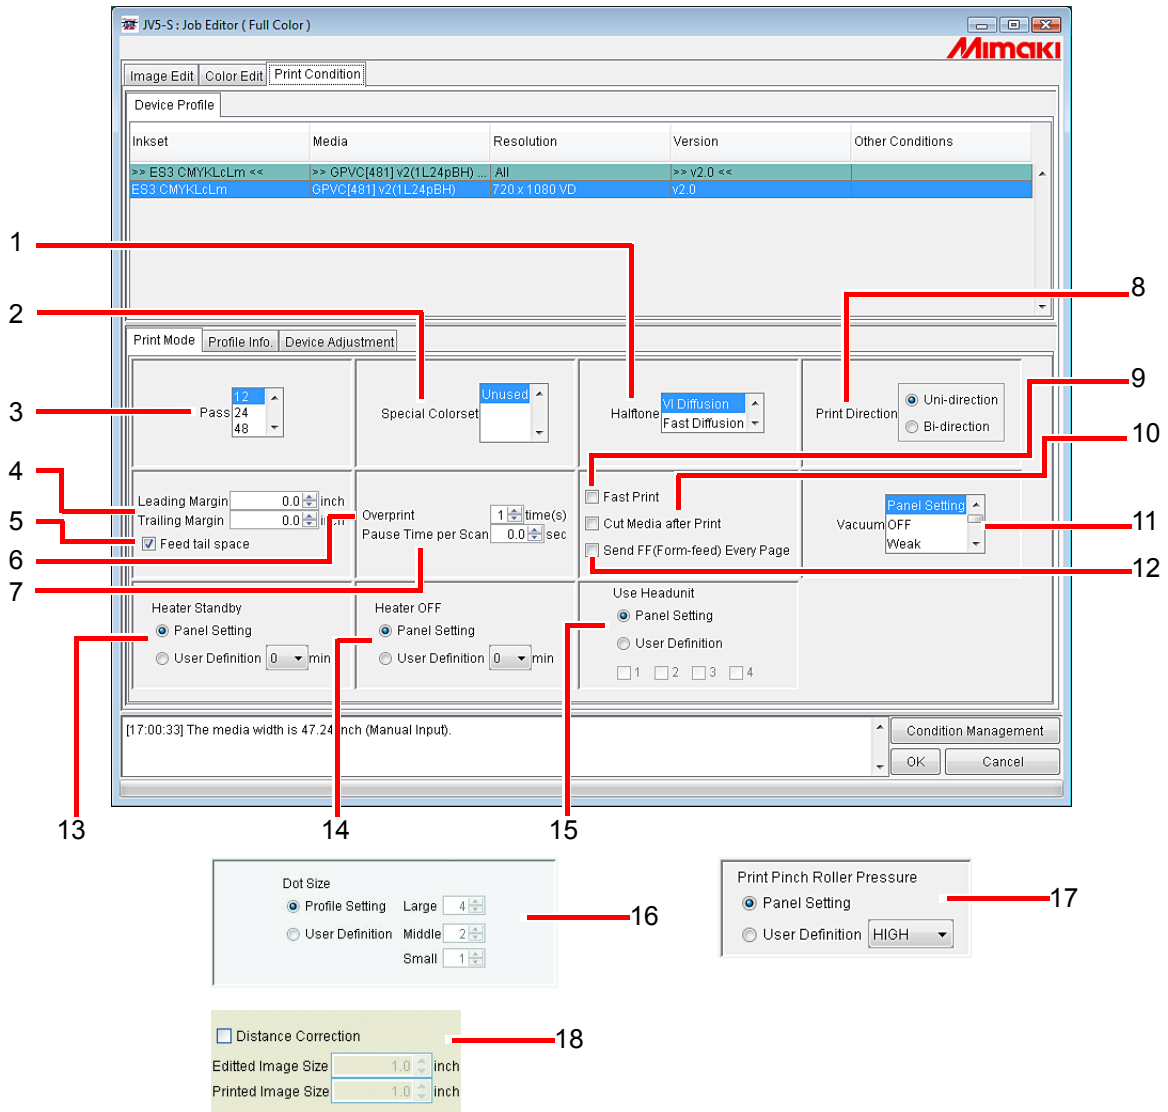 JV5-S : Job Editor ( Full Color )
Mimaki
Image Edit Color Edit Print Condition
Device Profile
Inkset Media Resolution Version Other Conditions
>> ES3 CMYKLcLm << >> GPVC[481] v2(1L24pBH) ... All >> v2.0 <<
ES3 CMYKLcLm GPVC[481] v2(1L24pBH) 720 x 1080 VD v2.0
1
2
8
Print Mode Profile Info. Device Adjustment
3
Pass
12
24
48
Special Colorset
Unused
Halftone
VI Diffusion
Fast Diffusion
Print Direction
Uni-direction
Bi-direction
9
10
4
Leading Margin 0.0 inch
Trailing Margin 0.0 inch
5
Feed tail space
6
7
Overprint 1 time(s)
Pause Time per Scan 0.0 sec
Fast Print
Cut Media after Print
Send FF(Form-feed) Every Page
Vacuum
Panel Setting
OFF
Weak
11
12
Heater Standby
Panel Setting
User Definition 0 min
Heater OFF
Panel Setting
User Definition 0 min
Use Headunit
Panel Setting
User Definition
1 2 3 4
[17:00:33] The media width is 47.24 inch (Manual Input).
Condition Management
OK Cancel
13
14
15
Dot Size
Profile Setting Large 4
User Definition Middle 2
Small 1
16
Print Pinch Roller Pressure
Panel Setting
User Definition HIGH
17
Distance Correction
Editted Image Size 1.0 inch
Printed Image Size 1.0 inch
18